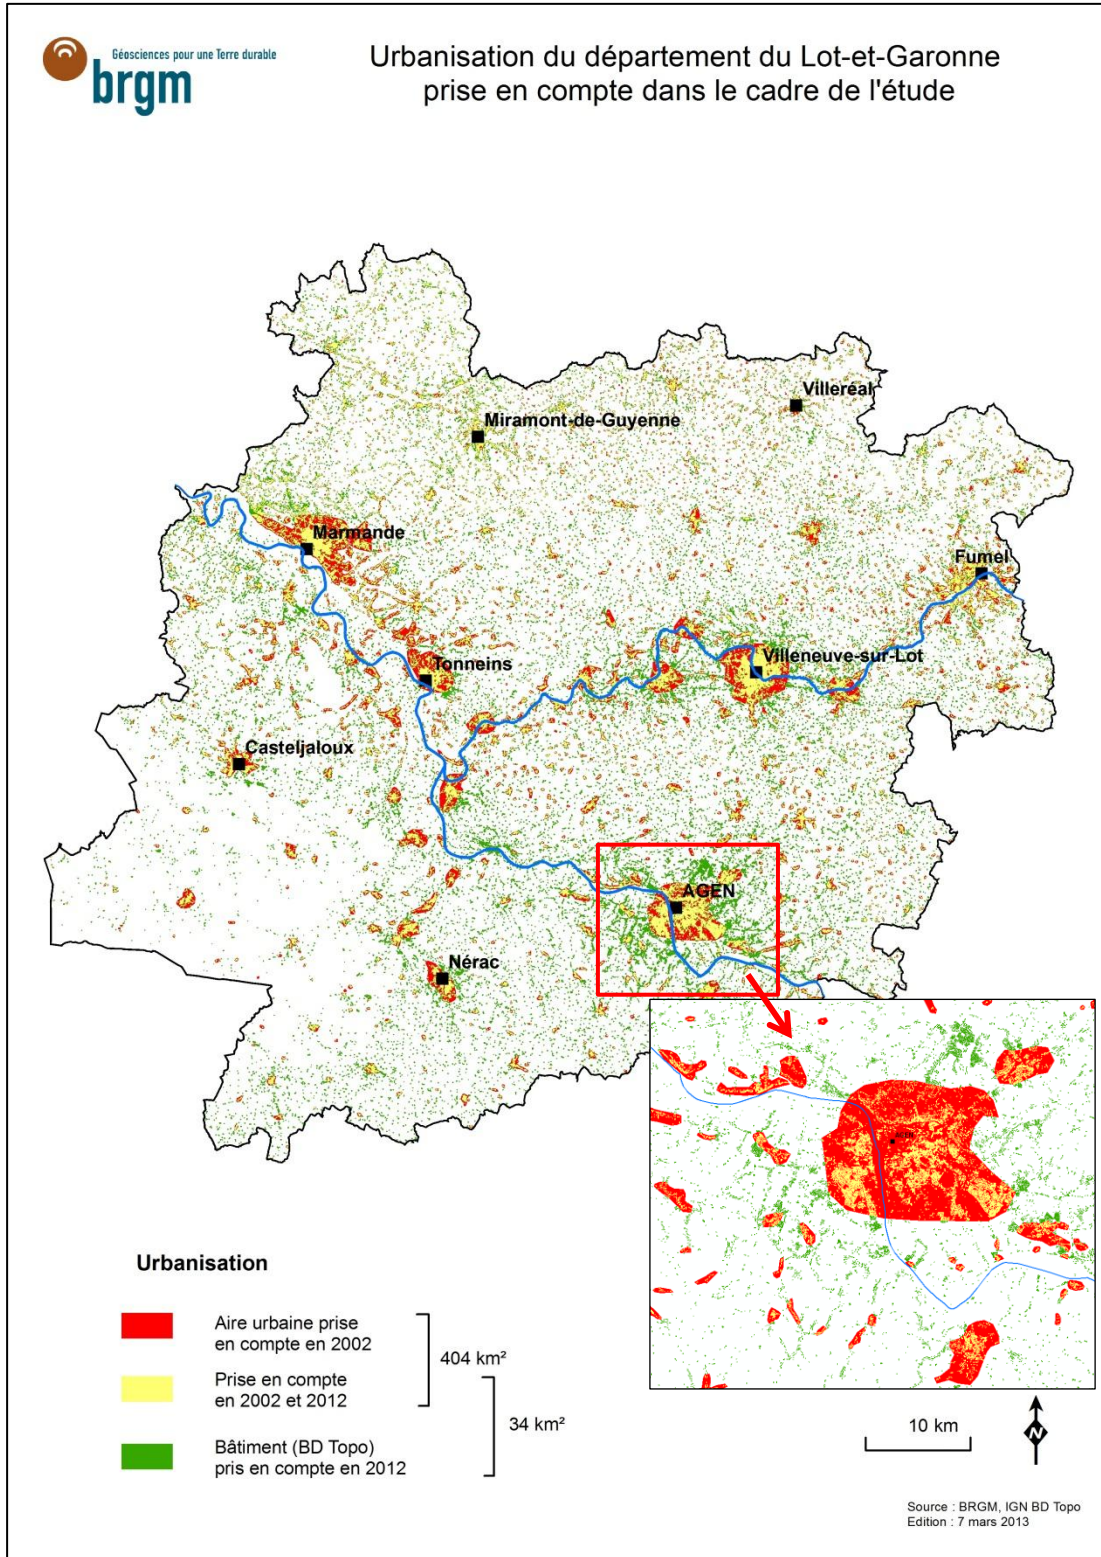 Géosciences pour une Terre durable
brgm
Urbanisation du département du Lot-et-Garonne
prise en compte dans le cadre de l'étude
Villeréal
Miramont-de-Guyenne
Marmande
Fumel
Villeneuve-sur-Lot
Tonneins
Casteljaloux
AGEN
Nérac
AGEN
Urbanisation
Aire urbaine prise
en compte en 2002
404 km²
Prise en compte
en 2002 et 2012
34 km²
Bâtiment (BD Topo)
pris en compte en 2012
10 km
N
Source : BRGM, IGN BD Topo
Edition : 7 mars 2013